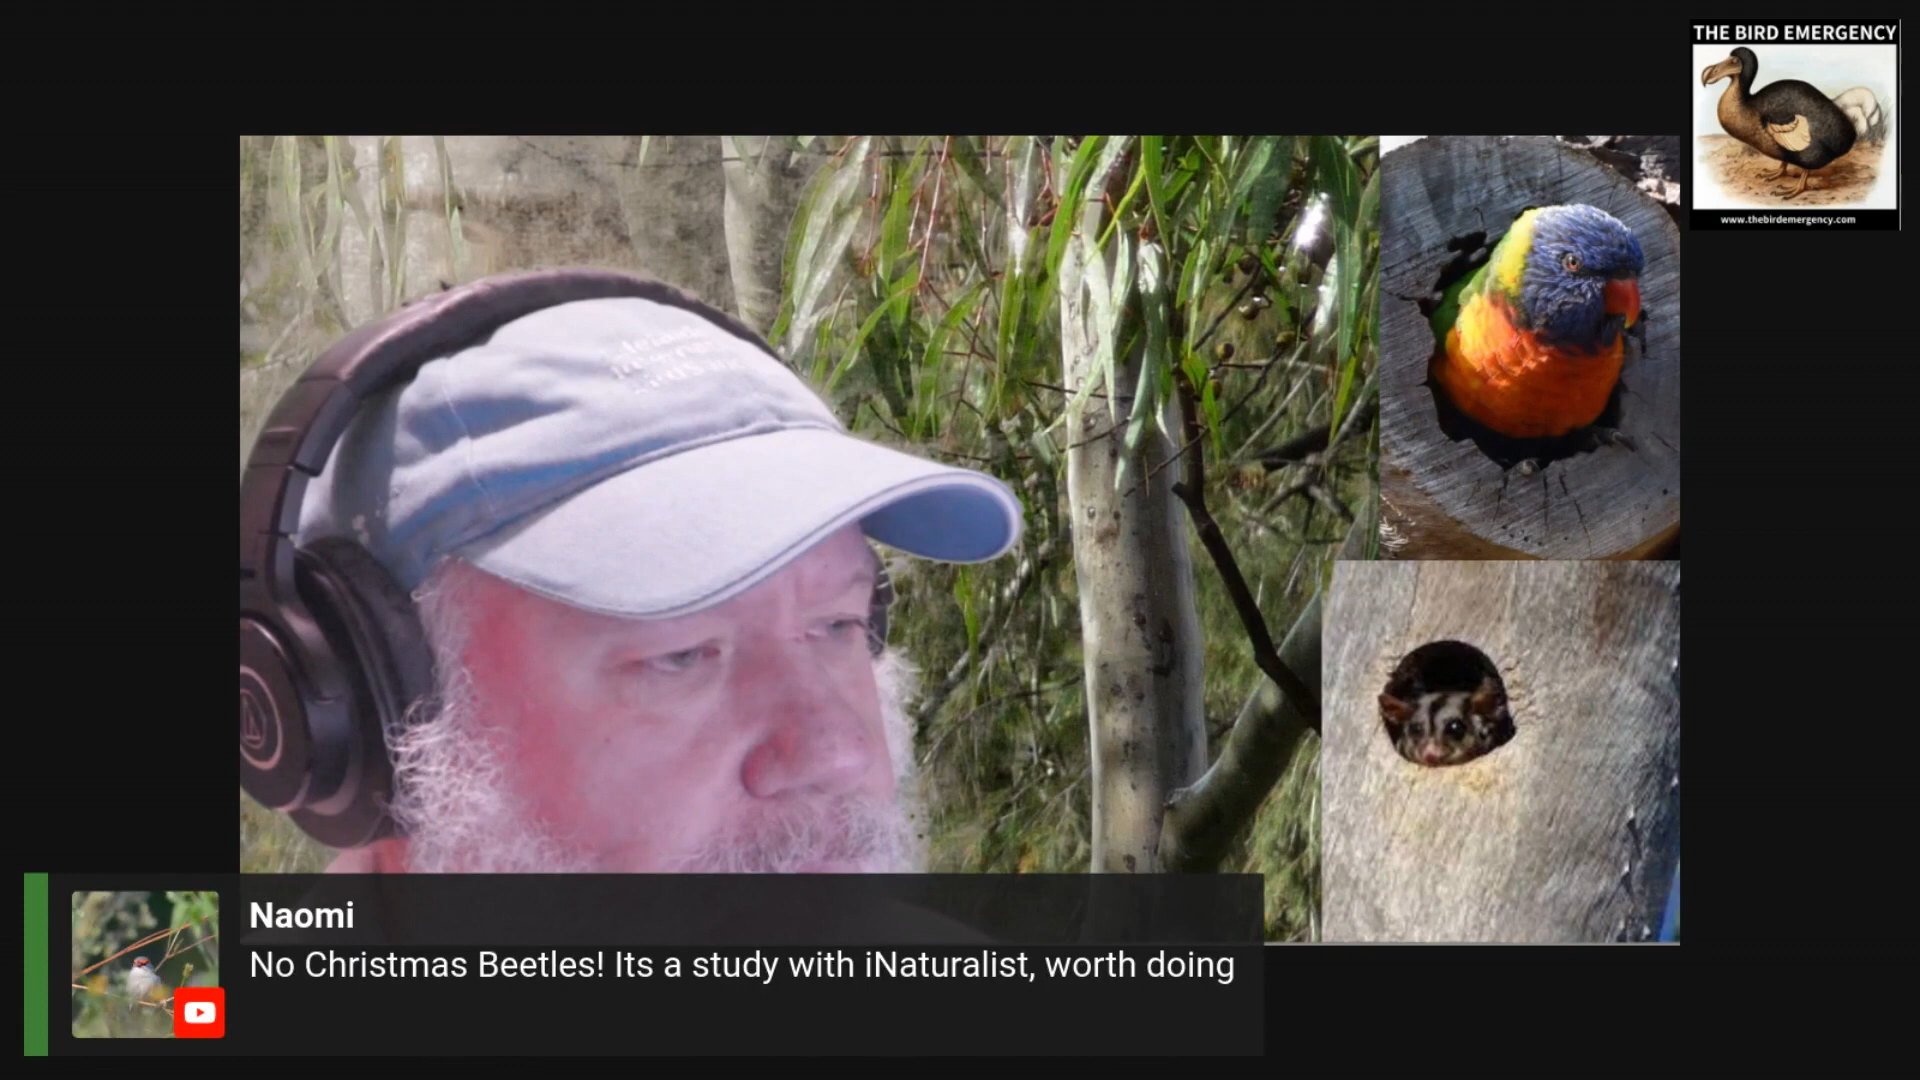 THE BIRD EMERGENCY
www.thebirdemergency.com
Naomi
No Christmas Beetles! Its a study with iNaturalist, worth doing